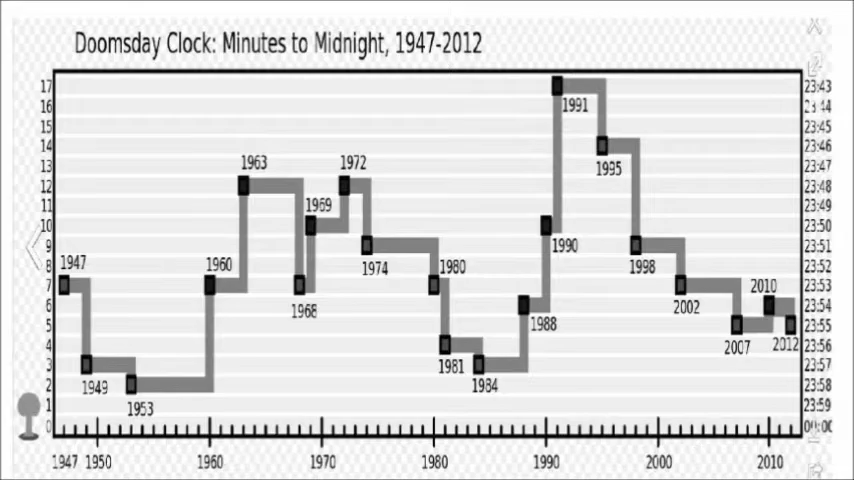 Doomsday Clock: Minutes to Midnight, 1947-2012
17 1991 23:43
16
15 23:45
14 1995 23:46
13 1963 1972 23:47
12 23:48
11 1969 23:49
10 1990 23:50
9 1974 1998 23:51
8 1947 1960 1980 23:52
7 2010 23:53
6 1968 1988 2002 23:54
5 2007 2012 23:55
4 1981 23:56
3 1949 1984 23:57
2 1953 23:58
1 23:59
0 00:00
1947 1950 1960 1970 1980 1990 2000 2010